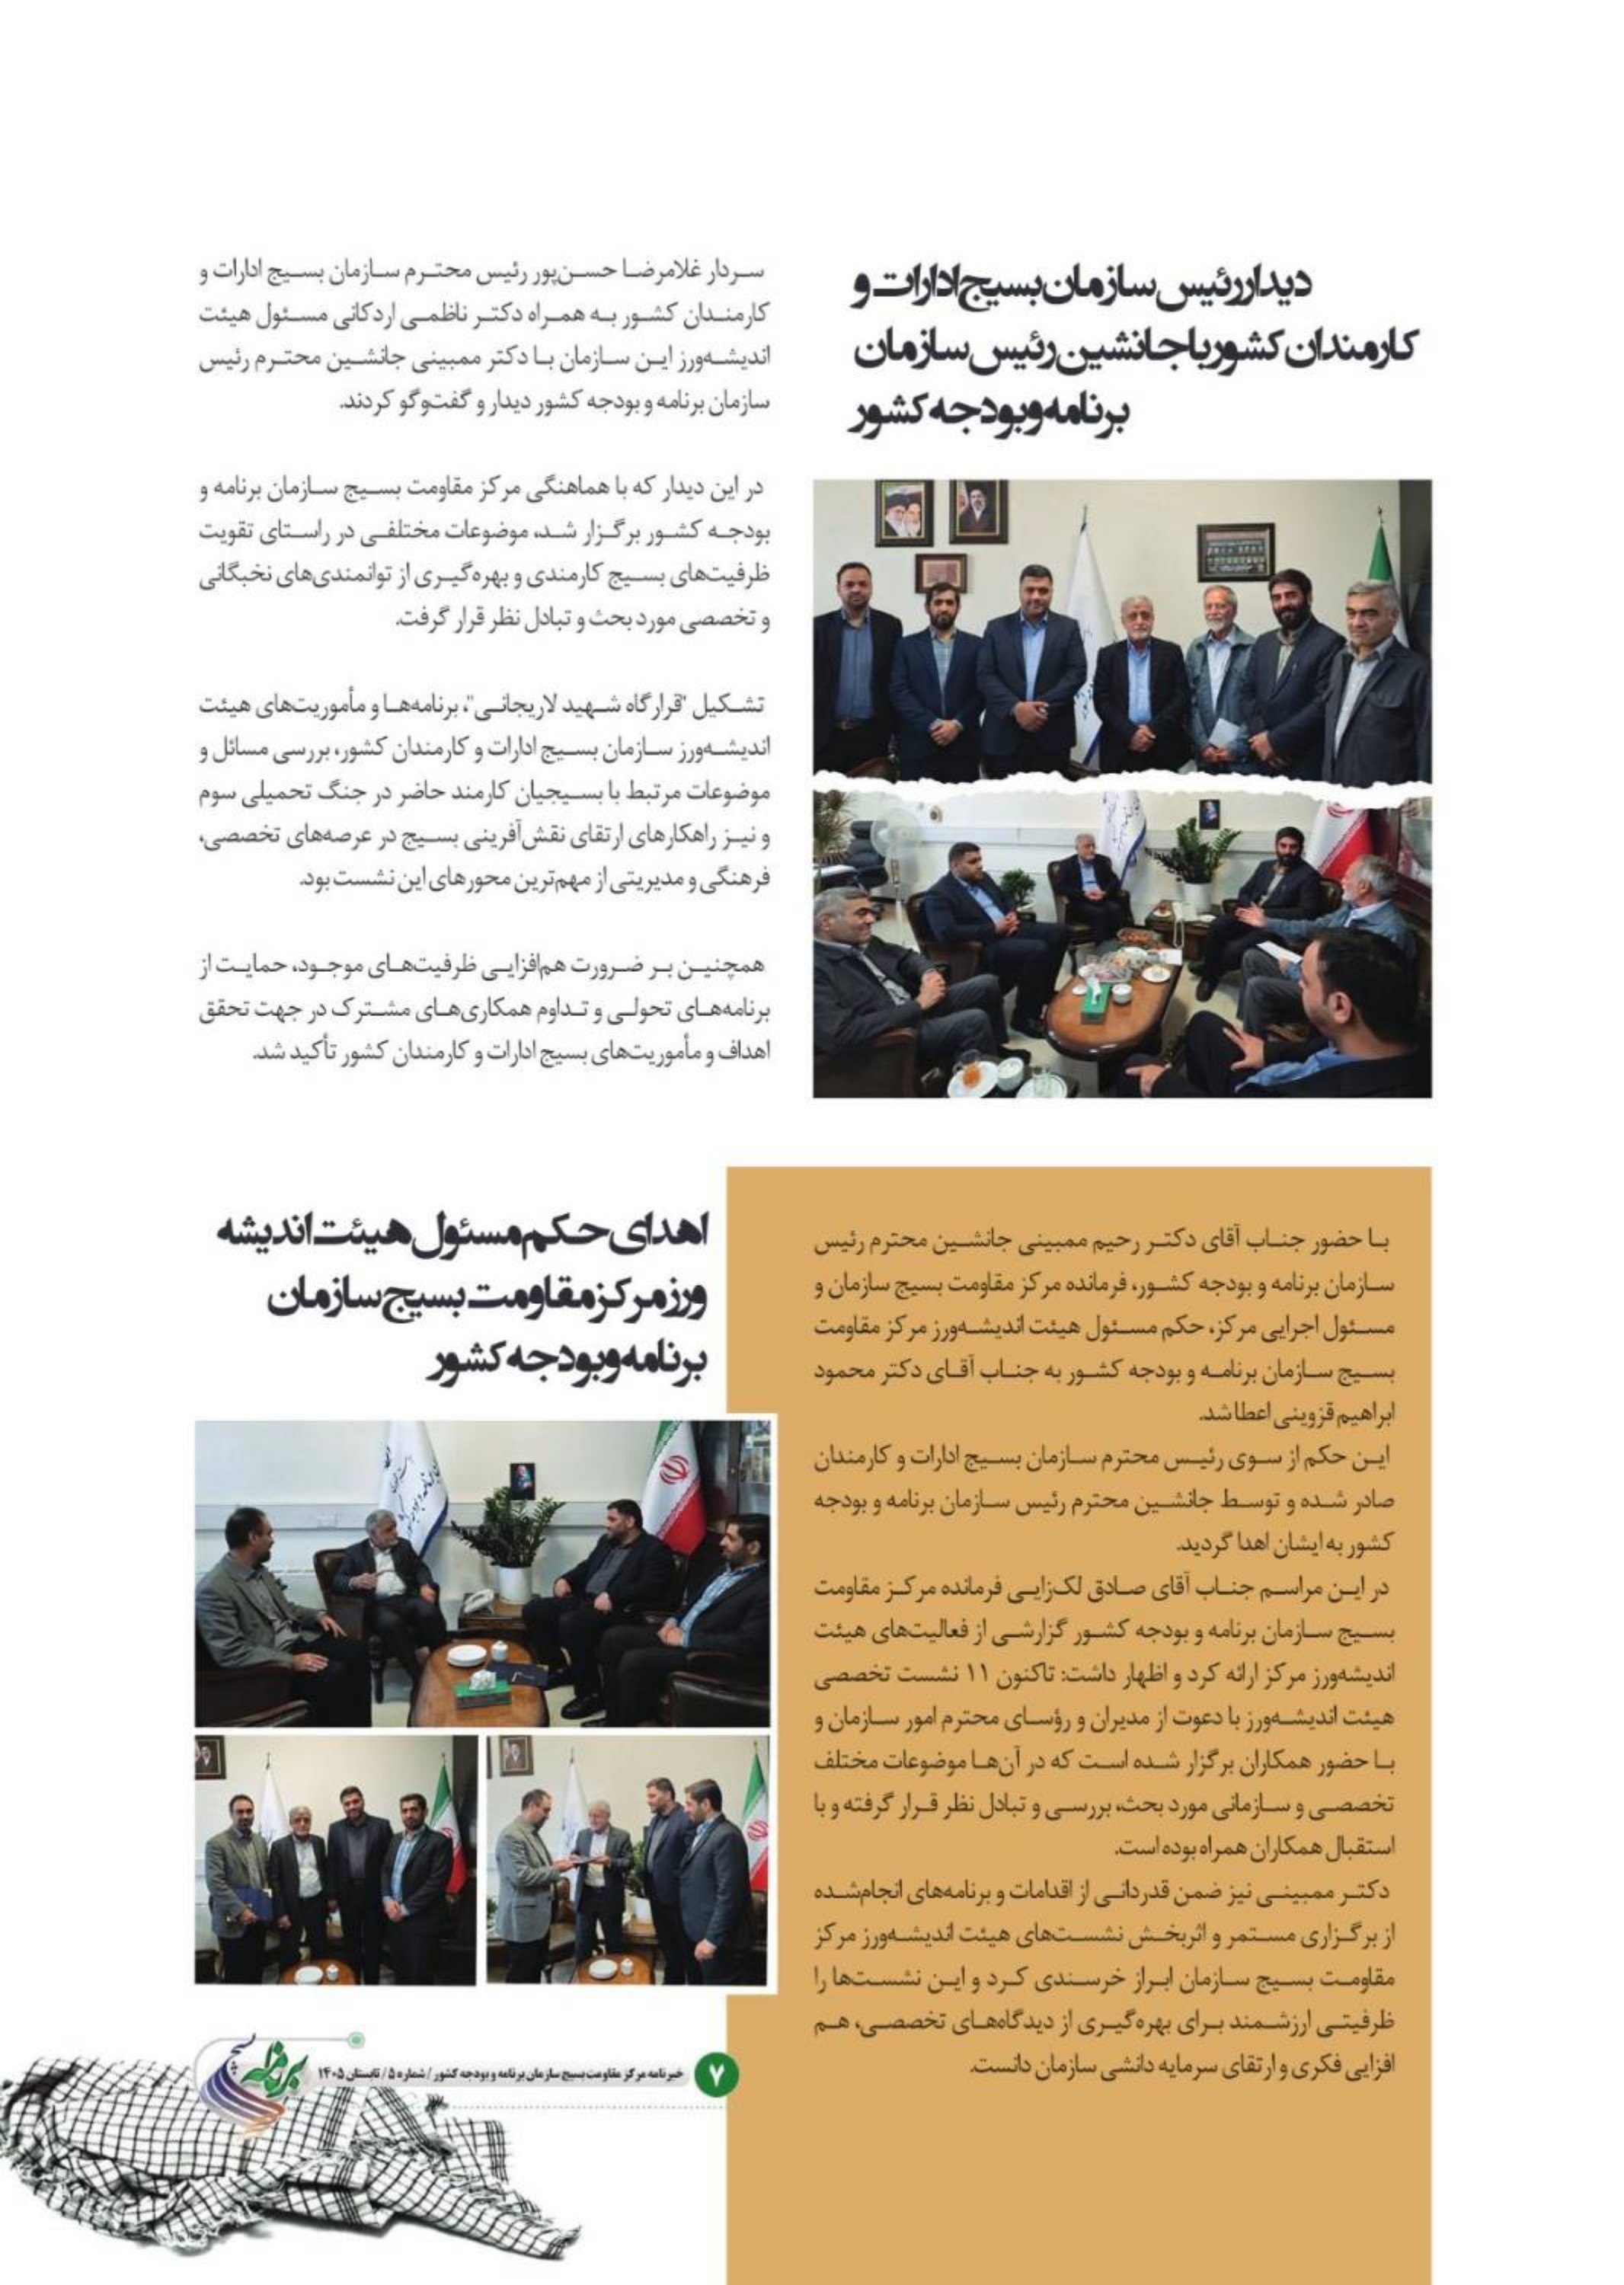 دیدار رئیس سازمان بسیج ادارات و
کارمندان کشور با جانشین رئیس سازمان
برنامه و بودجه کشور
سردار غلامرضا حسن‌پور رئیس محترم سازمان بسیج ادارات و
کارمندان کشور به همراه دکتر ناظمی اردکانی مسئول هیئت
اندیشه‌ورز این سازمان با دکتر ممبینی جانشین محترم رئیس
سازمان برنامه و بودجه کشور دیدار و گفت‌وگو کردند.
در این دیدار که با هماهنگی مرکز مقاومت بسیج سازمان برنامه و
بودجه کشور برگزار شد، موضوعات مختلفی در راستای تقویت
ظرفیت‌های بسیج کارمندی و بهره‌گیری از توانمندی‌های نخبگانی
و تخصصی مورد بحث و تبادل نظر قرار گرفت.
تشکیل "قرارگاه شهید لاریجانی"، برنامه‌ها و مأموریت‌های هیئت
اندیشه‌ورز سازمان بسیج ادارات و کارمندان کشور، بررسی مسائل و
موضوعات مرتبط با بسیجیان کارمند حاضر در جنگ تحمیلی سوم
و نیز راهکارهای ارتقای نقش‌آفرینی بسیج در عرصه‌های تخصصی،
فرهنگی و مدیریتی از مهم‌ترین محورهای این نشست بود.
همچنین بر ضرورت هم‌افزایی ظرفیت‌های موجود، حمایت از
برنامه‌های تحولی و تداوم همکاری‌های مشترک در جهت تحقق
اهداف و مأموریت‌های بسیج ادارات و کارمندان کشور تأکید شد.
اهدای حکم مسئول هیئت اندیشه
ورز مرکز مقاومت بسیج سازمان
برنامه و بودجه کشور
با حضور جناب آقای دکتر رحیم ممبینی جانشین محترم رئیس
سازمان برنامه و بودجه کشور، فرمانده مرکز مقاومت بسیج سازمان و
مسئول اجرایی مرکز، حکم مسئول هیئت اندیشه‌ورز مرکز مقاومت
بسیج سازمان برنامه و بودجه کشور به جناب آقای دکتر محمود
ابراهیم قزوینی اعطا شد.
این حکم از سوی رئیس محترم سازمان بسیج ادارات و کارمندان
صادر شده و توسط جانشین محترم رئیس سازمان برنامه و بودجه
کشور به ایشان اهدا گردید.
در این مراسم جناب آقای صادق لک‌زایی فرمانده مرکز مقاومت
بسیج سازمان برنامه و بودجه کشور گزارشی از فعالیت‌های هیئت
اندیشه‌ورز مرکز ارائه کرد و اظهار داشت: تاکنون ۱۱ نشست تخصصی
هیئت اندیشه‌ورز با دعوت از مدیران و رؤسای محترم امور سازمان و
با حضور همکاران برگزار شده است که در آن‌ها موضوعات مختلف
تخصصی و سازمانی مورد بحث، بررسی و تبادل نظر قرار گرفته و با
استقبال همکاران همراه بوده است.
دکتر ممبینی نیز ضمن قدردانی از اقدامات و برنامه‌های انجام‌شده
از برگزاری مستمر و اثربخش نشست‌های هیئت اندیشه‌ورز مرکز
مقاومت بسیج سازمان ابراز خرسندی کرد و این نشست‌ها را
ظرفیتی ارزشمند برای بهره‌گیری از دیدگاه‌های تخصصی، هم
افزایی فکری و ارتقای سرمایه دانشی سازمان دانست.
۷
خبرنامه مرکز مقاومت بسیج سازمان برنامه و بودجه کشور / شماره ۵ / تابستان ۱۴۰۵
برنامه